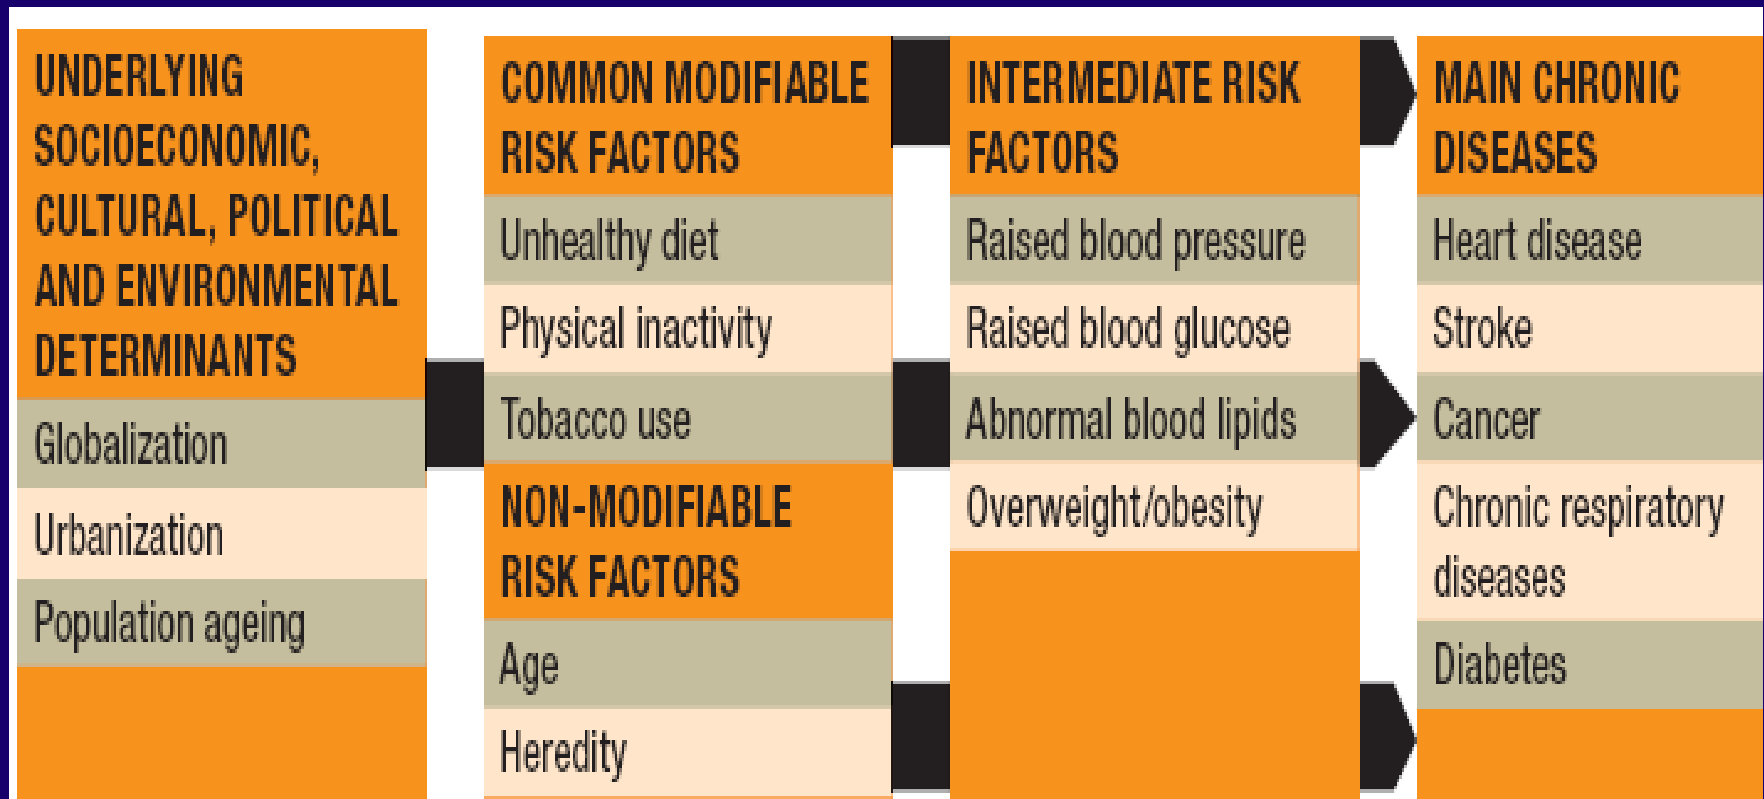 UNDERLYING
SOCIOECONOMIC,
CULTURAL, POLITICAL
AND ENVIRONMENTAL
DETERMINANTS
Globalization
Urbanization
Population ageing
COMMON MODIFIABLE
RISK FACTORS
Unhealthy diet
Physical inactivity
Tobacco use
NON-MODIFIABLE
RISK FACTORS
Age
Heredity
INTERMEDIATE RISK
FACTORS
Raised blood pressure
Raised blood glucose
Abnormal blood lipids
Overweight/obesity
MAIN CHRONIC
DISEASES
Heart disease
Stroke
Cancer
Chronic respiratory
diseases
Diabetes